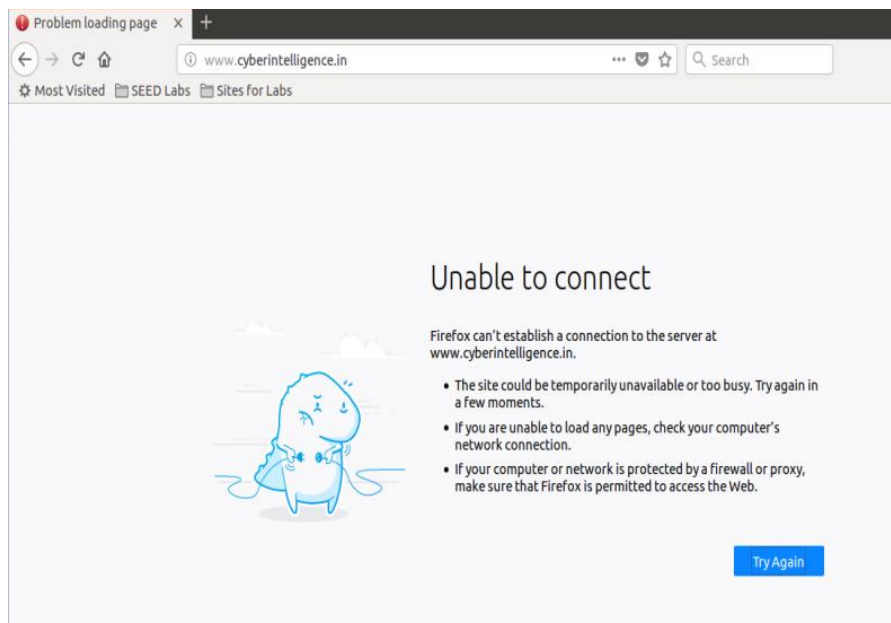 Problem loading page
www.cyberintelligence.in
Search
Most Visited SEED Labs Sites for Labs
Unable to connect
Firefox can’t establish a connection to the server at
www.cyberintelligence.in.
• The site could be temporarily unavailable or too busy. Try again in
a few moments.
• If you are unable to load any pages, check your computer’s
network connection.
• If your computer or network is protected by a firewall or proxy,
make sure that Firefox is permitted to access the Web.
Try Again